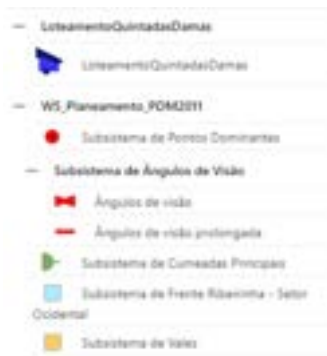 LoteamentoQuintadasDamas
LoteamentoQuintadasDamas
WS_Planeamento_PDM2011
Subsistema de Pontos Dominantes
Subsistema de Ângulos de Visão
Ângulos de visão
Ângulos de visão prolongada
Subsistema de Cumeadas Principais
Subsistema de Frente Ribeirinha - Setor
Ocidental
Subsistema de Vales